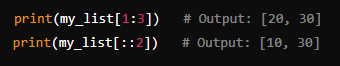 print(my_list[1:3])   # Output: [20, 30]
print(my_list[::2])   # Output: [10, 30]